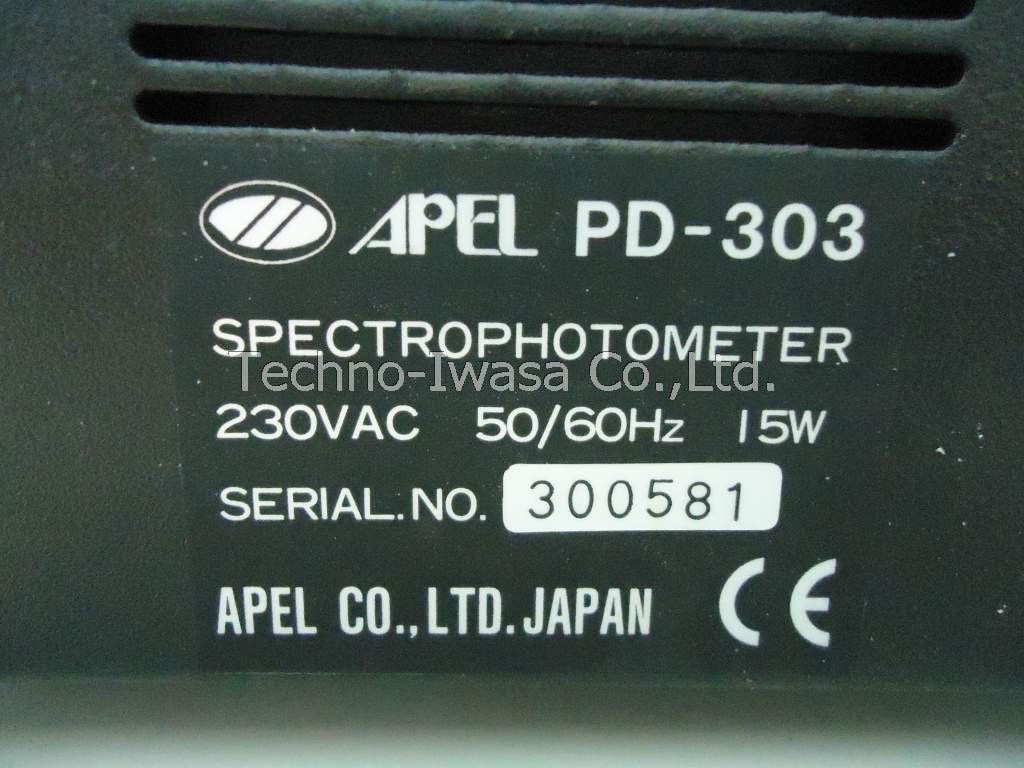 APEL PD-303
SPECTROPHOTOMETER
Techno-Iwasa Co.,Ltd.
230VAC 50/60Hz 15W
SERIAL.NO. 300581
APEL CO.,LTD.JAPAN CE